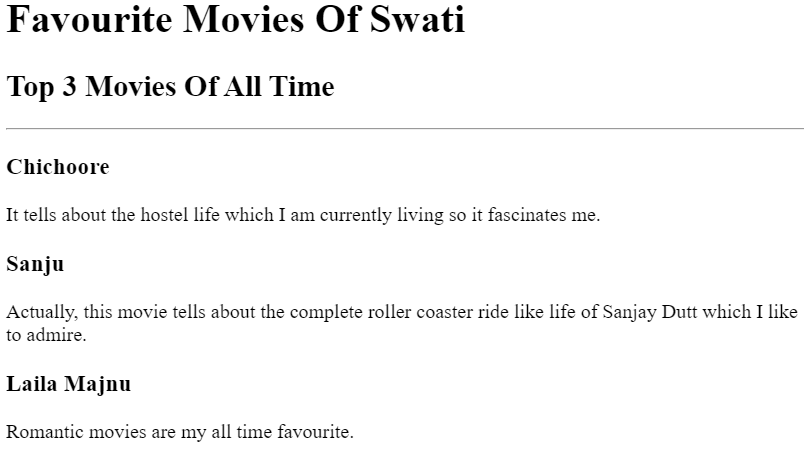 Favourite Movies Of Swati
Top 3 Movies Of All Time
Chichoore
It tells about the hostel life which I am currently living so it fascinates me.
Sanju
Actually, this movie tells about the complete roller coaster ride like life of Sanjay Dutt which I like
to admire.
Laila Majnu
Romantic movies are my all time favourite.